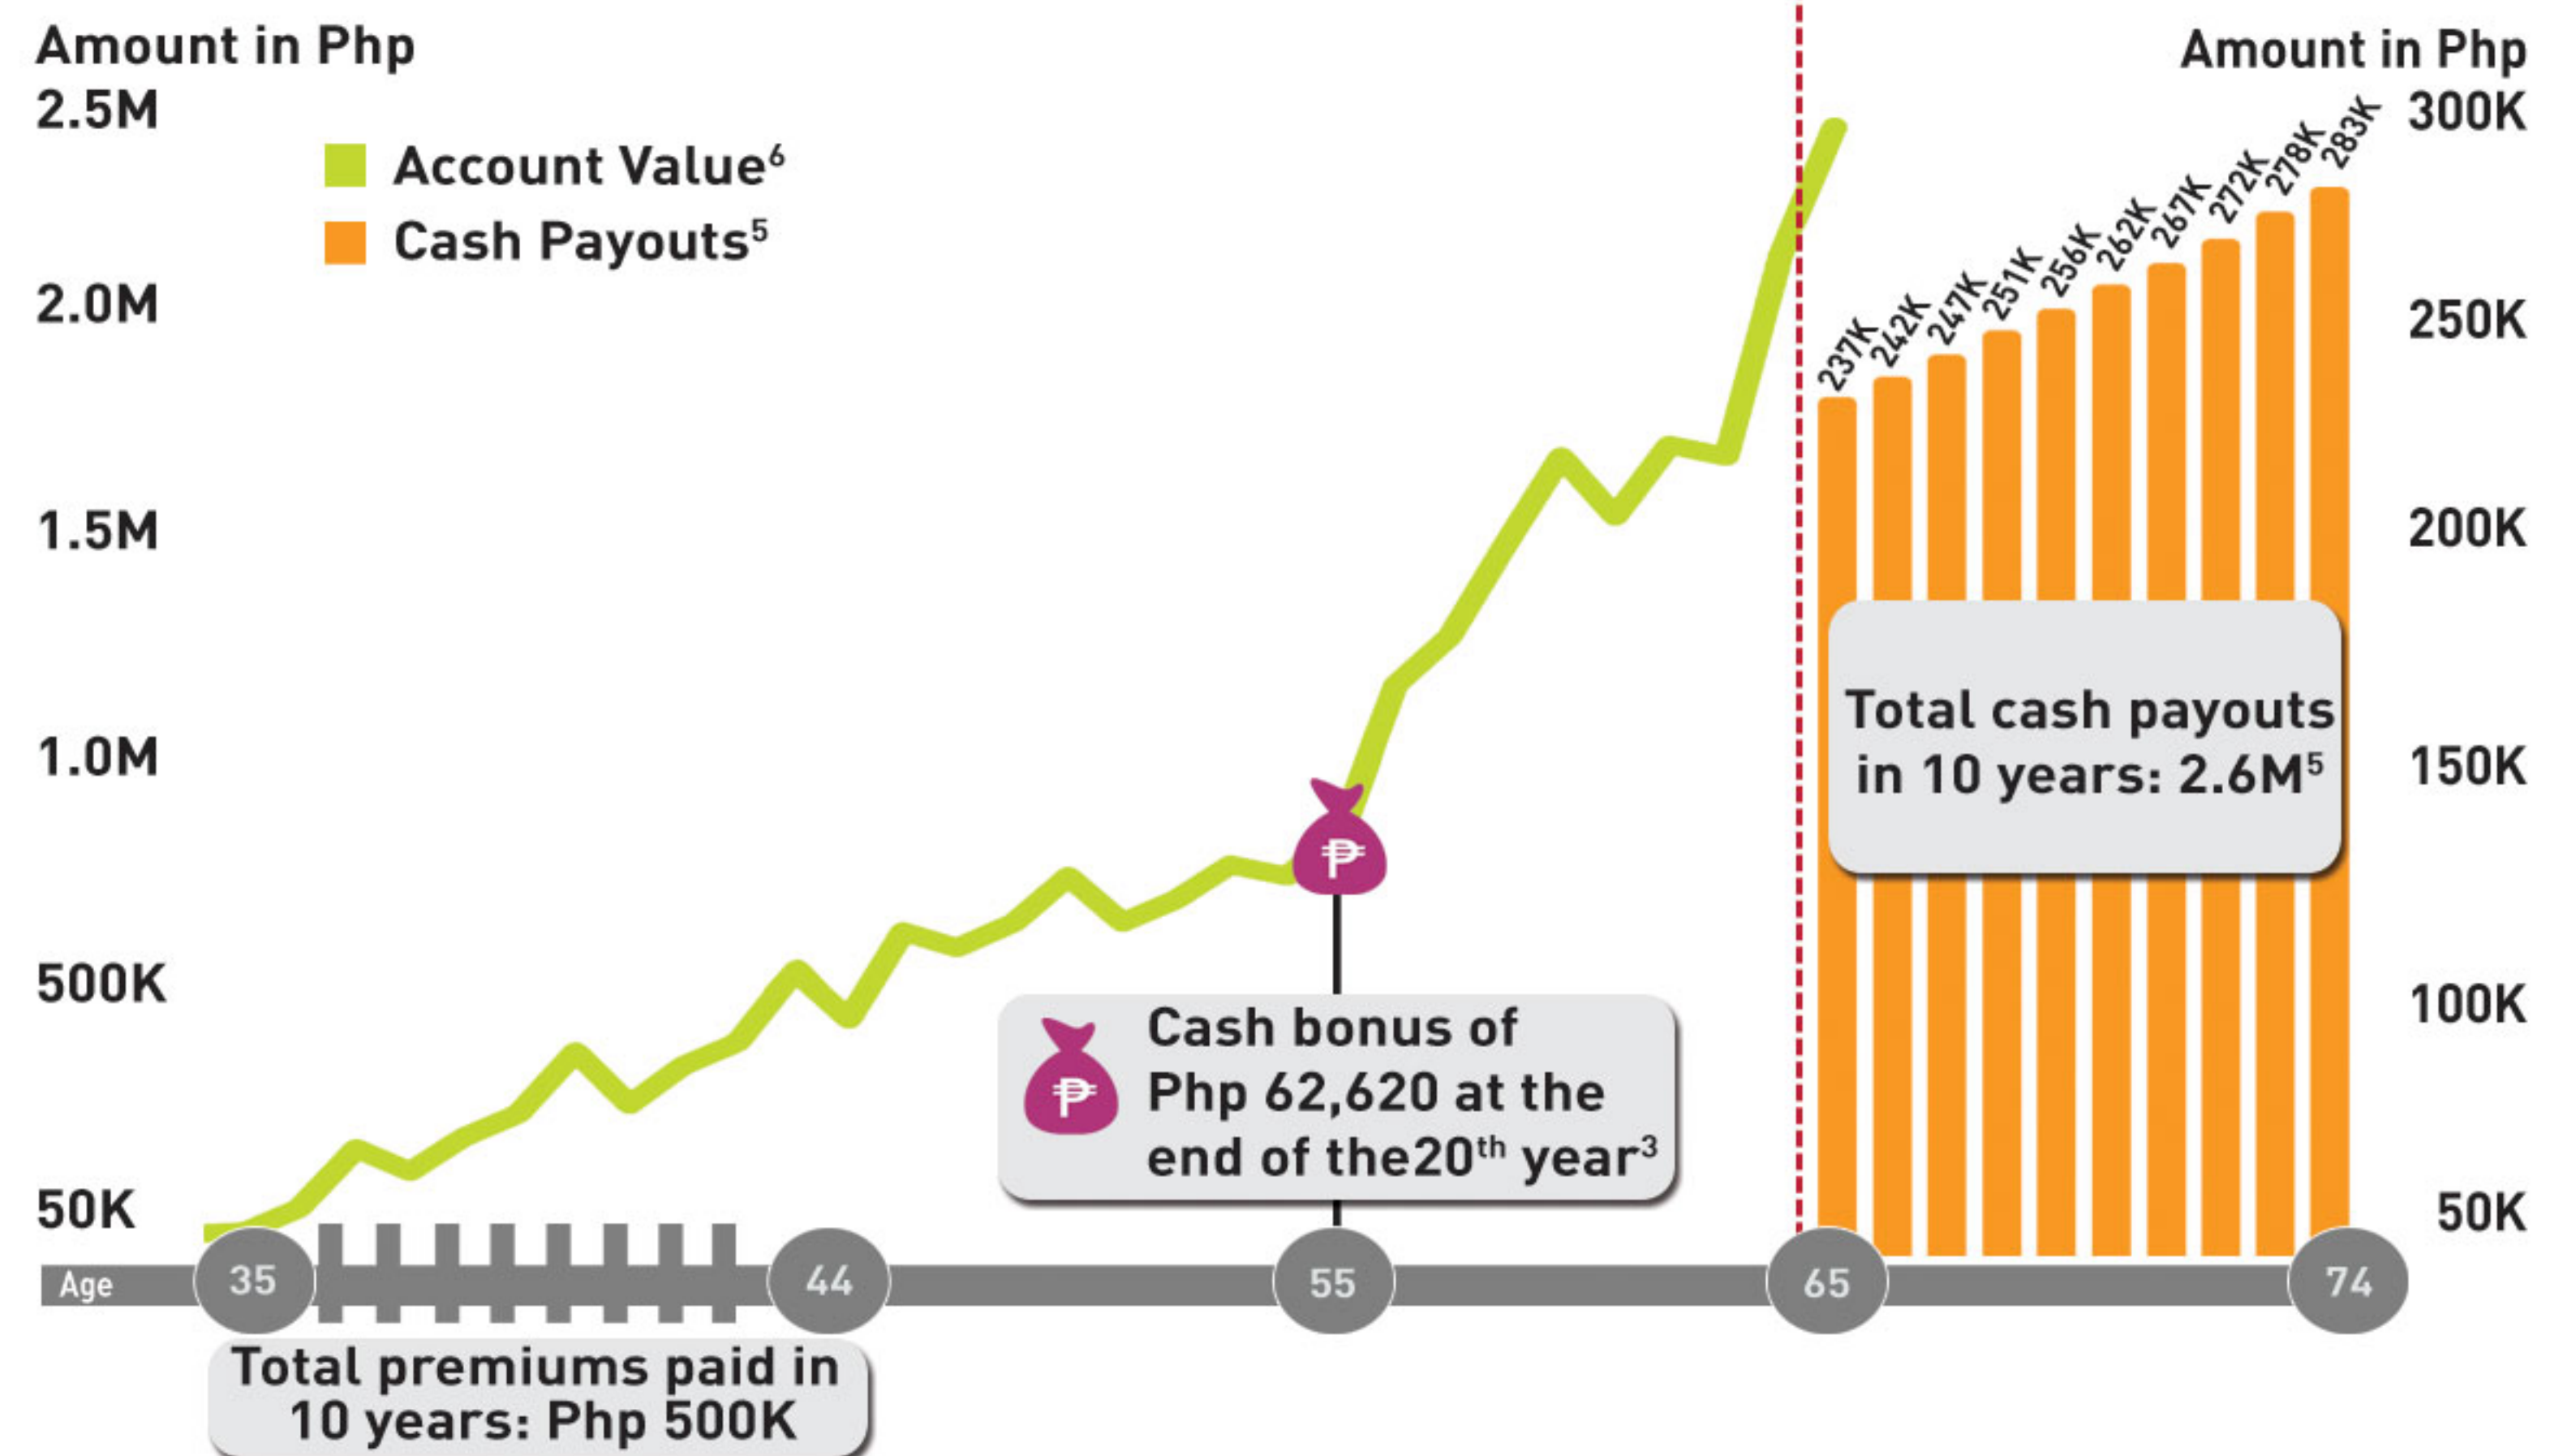 Amount in Php
2.5M
2.0M
1.5M
1.0M
500K
50K
Account Value⁶
Cash Payouts⁵
Amount in Php
300K
250K
200K
150K
100K
50K
237K
242K
247K
251K
256K
262K
267K
272K
278K
283K
Total cash payouts
in 10 years: 2.6M⁵
₱
₱
Cash bonus of
Php 62,620 at the
end of the20th year³
Age
35
44
55
65
74
Total premiums paid in
10 years: Php 500K